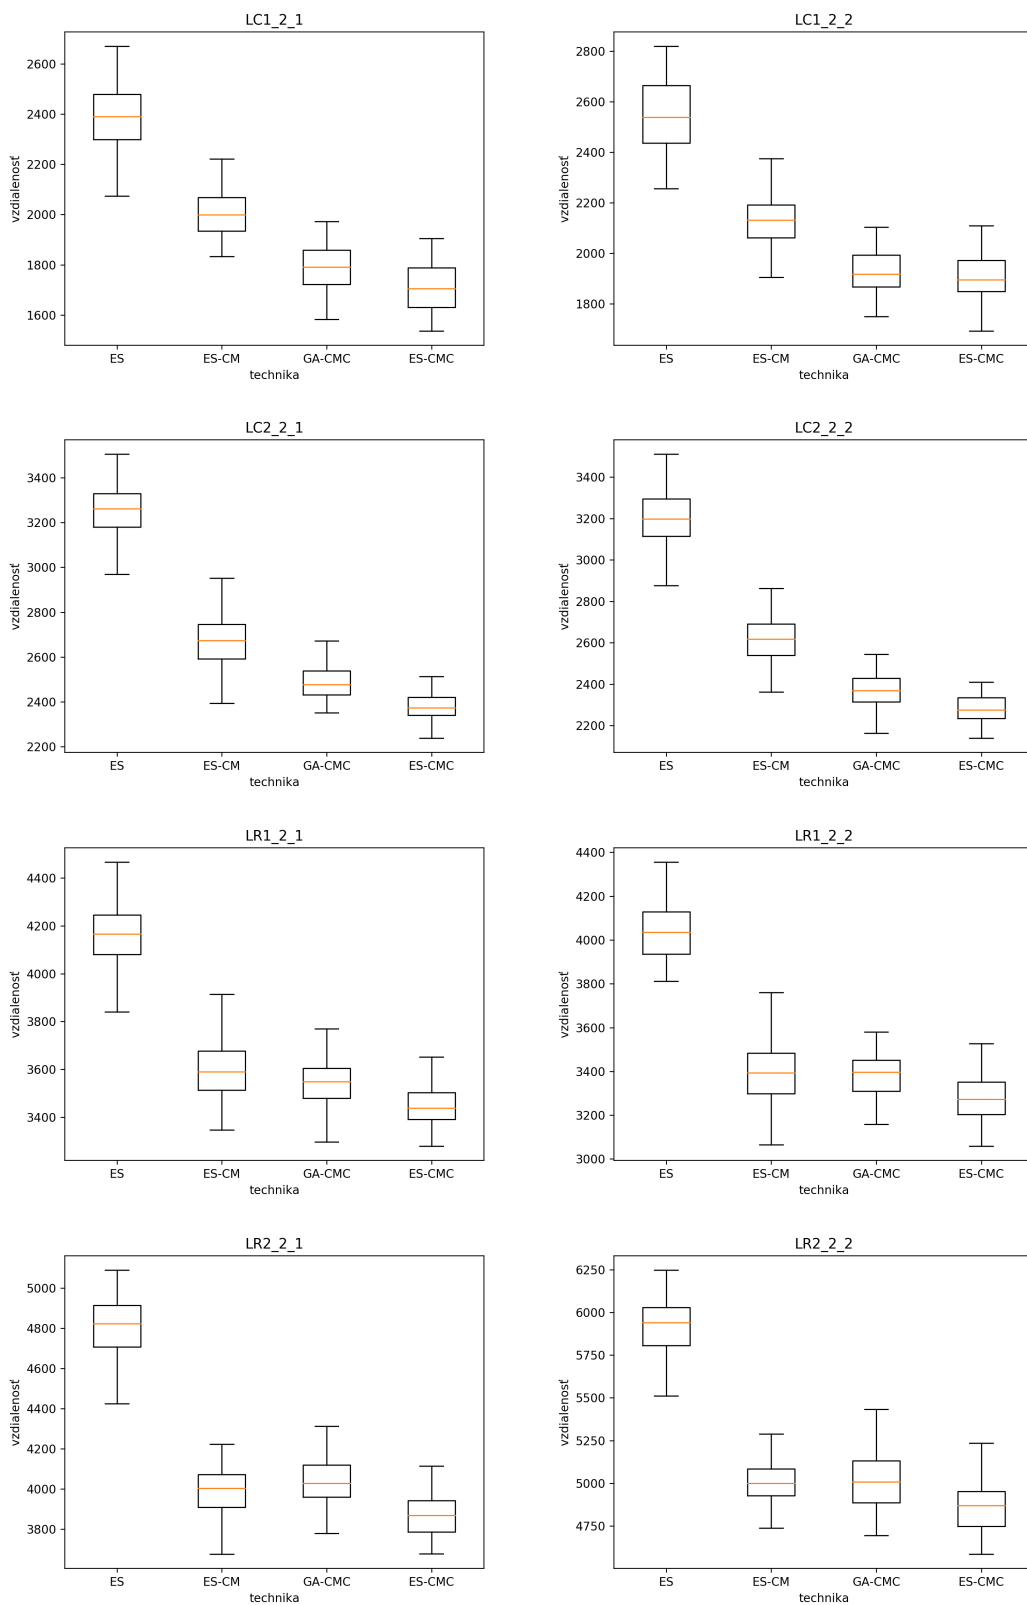 LC1_2_1
2600
2400
2200
2000
1800
1600
vzdialenosť
ES ES-CM GA-CMC ES-CMC
technika
LC1_2_2
2800
2600
2400
2200
2000
1800
vzdialenosť
ES ES-CM GA-CMC ES-CMC
technika
LC2_2_1
3400
3200
3000
2800
2600
2400
2200
vzdialenosť
ES ES-CM GA-CMC ES-CMC
technika
LC2_2_2
3400
3200
3000
2800
2600
2400
2200
vzdialenosť
ES ES-CM GA-CMC ES-CMC
technika
LR1_2_1
4400
4200
4000
3800
3600
3400
vzdialenosť
ES ES-CM GA-CMC ES-CMC
technika
LR1_2_2
4400
4200
4000
3800
3600
3400
3200
3000
vzdialenosť
ES ES-CM GA-CMC ES-CMC
technika
LR2_2_1
5000
4800
4600
4400
4200
4000
3800
vzdialenosť
ES ES-CM GA-CMC ES-CMC
technika
LR2_2_2
6250
6000
5750
5500
5250
5000
4750
vzdialenosť
ES ES-CM GA-CMC ES-CMC
technika